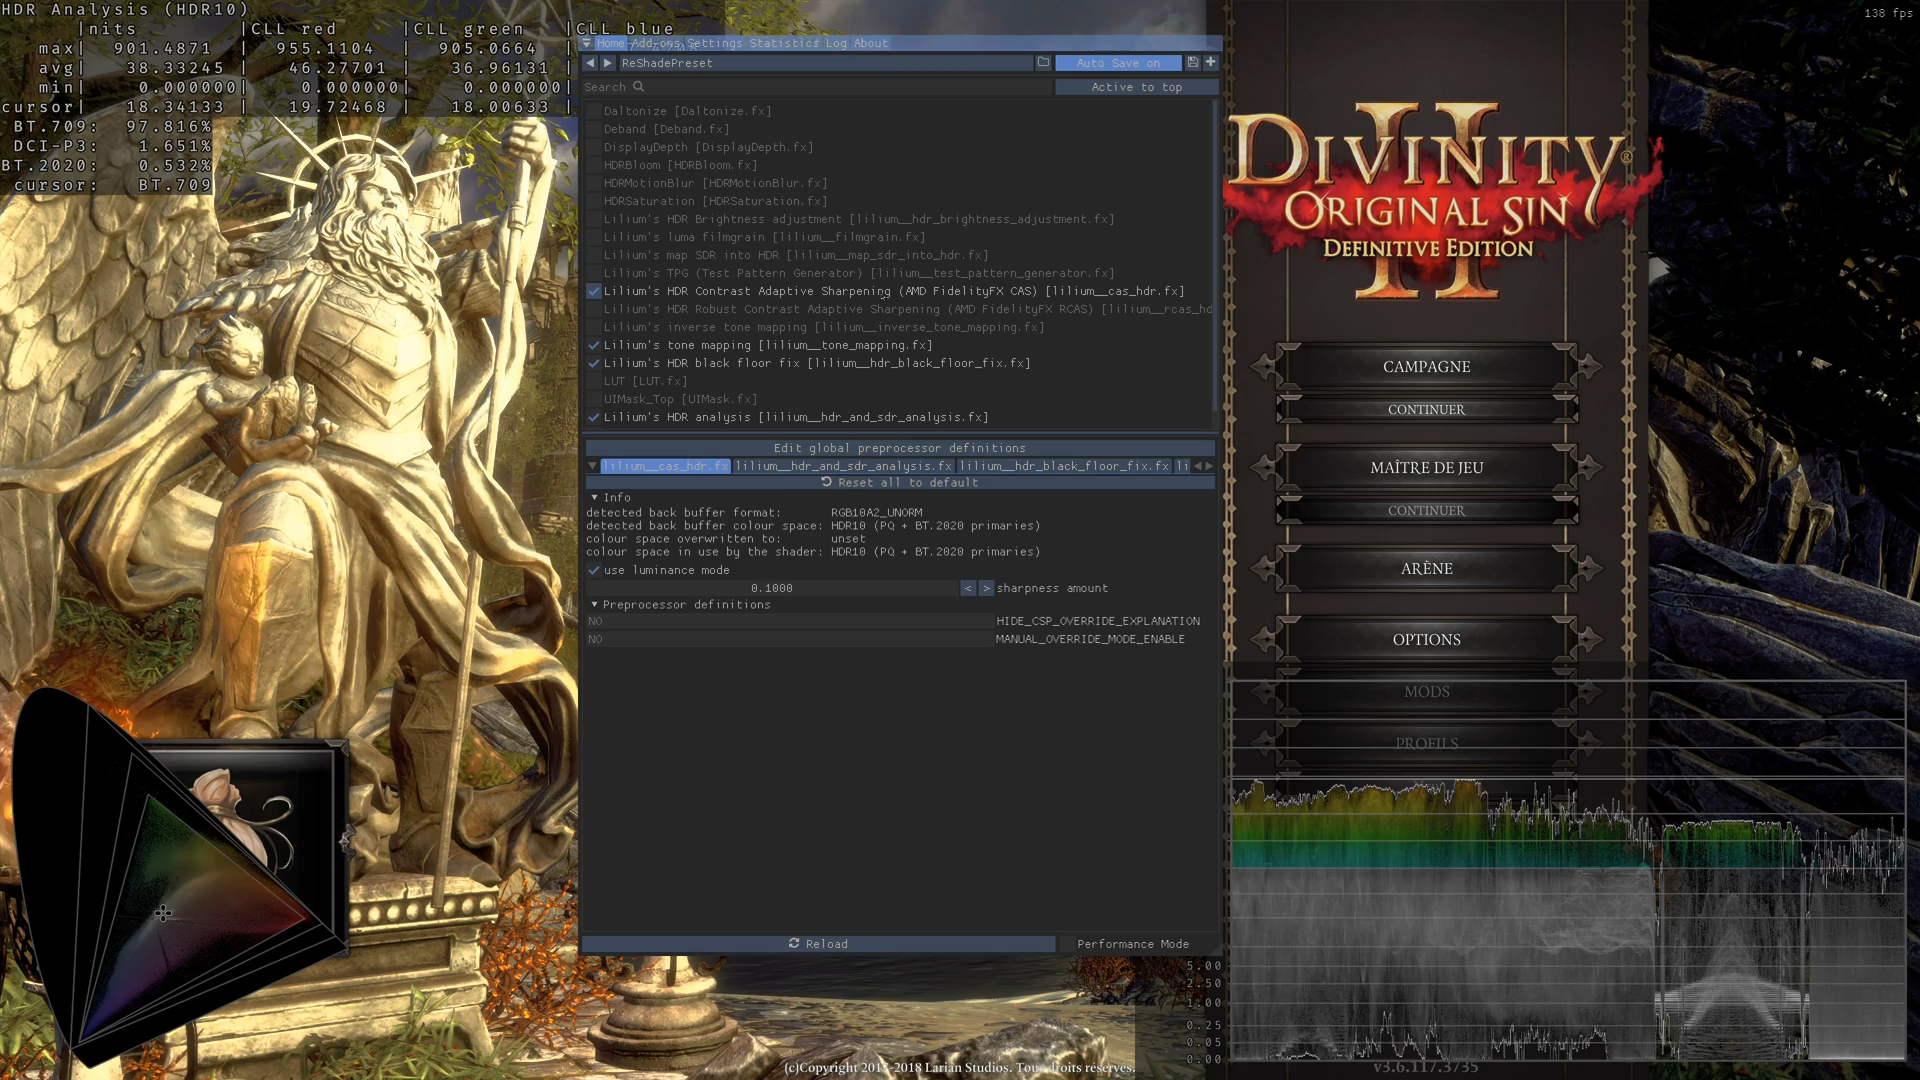 HDR Analysis (HDR10)
|nits |CLL red |CLL green |CLL blue
max| 901.4871 | 955.1104 | 905.0664 |
avg| 38.33245 | 46.27701 | 36.96131 |
min| 0.000000| 0.000000| 0.000000|
cursor| 18.34133 | 19.72468 | 18.00633 |
BT.709: 97.816%
DCI-P3: 1.651%
BT.2020: 0.532%
cursor: BT.709
138 fps
Home Add-ons Settings Statistics Log About
ReShadePreset
Auto Save on
Search
Active to top
Daltonize [Daltonize.fx]
Deband [Deband.fx]
DisplayDepth [DisplayDepth.fx]
HDRBloom [HDRBloom.fx]
HDRMotionBlur [HDRMotionBlur.fx]
HDRSaturation [HDRSaturation.fx]
Lilium's HDR Brightness adjustment [lilium__hdr_brightness_adjustment.fx]
Lilium's luma filmgrain [lilium__filmgrain.fx]
Lilium's map SDR into HDR [lilium__map_sdr_into_hdr.fx]
Lilium's TPG (Test Pattern Generator) [lilium__test_pattern_generator.fx]
Lilium's HDR Contrast Adaptive Sharpening (AMD FidelityFX CAS) [lilium__cas_hdr.fx]
Lilium's HDR Robust Contrast Adaptive Sharpening (AMD FidelityFX RCAS) [lilium__rcas_hd
Lilium's inverse tone mapping [lilium__inverse_tone_mapping.fx]
Lilium's tone mapping [lilium__tone_mapping.fx]
Lilium's HDR black floor fix [lilium__hdr_black_floor_fix.fx]
LUT [LUT.fx]
UIMask_Top [UIMask.fx]
Lilium's HDR analysis [lilium__hdr_and_sdr_analysis.fx]
Edit global preprocessor definitions
lilium__cas_hdr.fx lilium__hdr_and_sdr_analysis.fx lilium__hdr_black_floor_fix.fx li
Reset all to default
Info
detected back buffer format: RGB10A2_UNORM
detected back buffer colour space: HDR10 (PQ + BT.2020 primaries)
colour space overwritten to: unset
colour space in use by the shader: HDR10 (PQ + BT.2020 primaries)
use luminance mode
0.1000 < > sharpness amount
Preprocessor definitions
NO HIDE_CSP_OVERRIDE_EXPLANATION
NO MANUAL_OVERRIDE_MODE_ENABLE
Reload
Performance Mode
DIVINITY®
II
ORIGINAL SIN
DEFINITIVE EDITION
CAMPAGNE
CONTINUER
MAÎTRE DE JEU
CONTINUER
ARÈNE
OPTIONS
MODS
PROFILS
5.00
2.50
1.00
0.25
0.05
0.00
(c)Copyright 201 -2018 Larian Studios. Tous droits réservés.
v3.6.117.3735